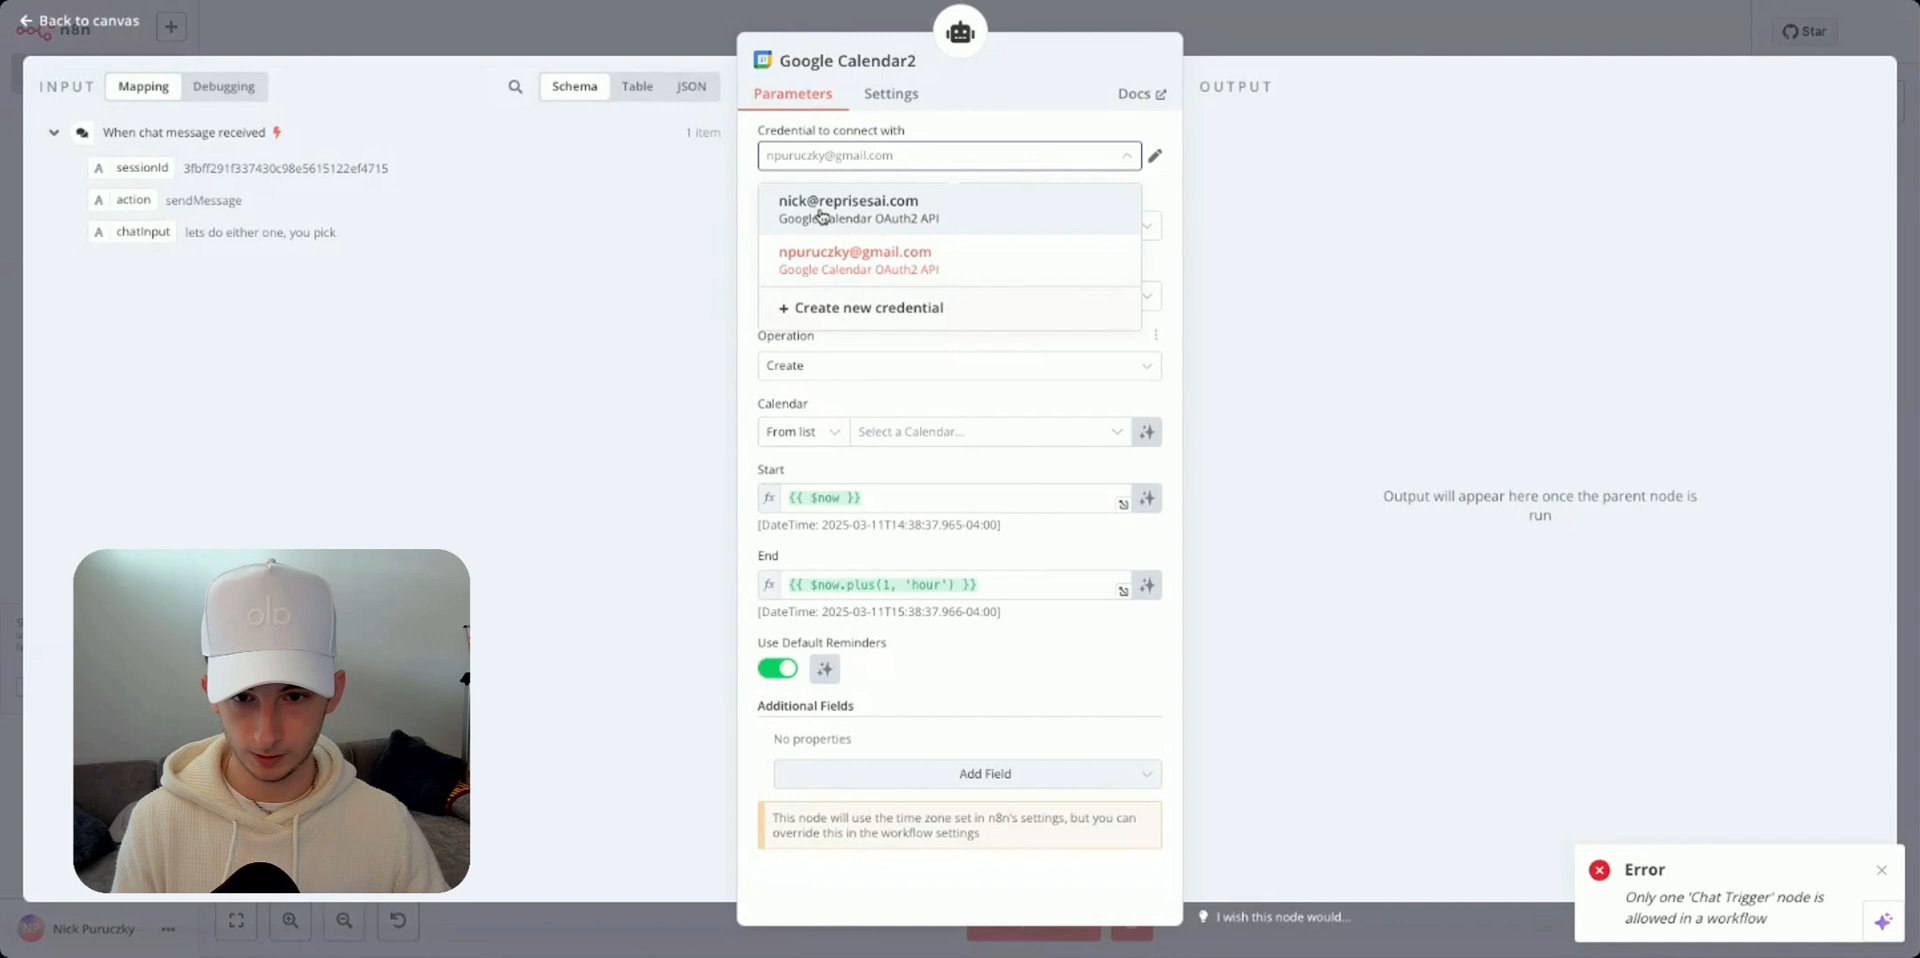 ← Back to canvas
n8n
+
Star
INPUT
Mapping
Debugging
Schema
Table
JSON
When chat message received
1 item
A sessionId 3fbff291f337430c98e5615122ef4715
A action sendMessage
A chatInput lets do either one, you pick
Google Calendar2
Parameters
Settings
Docs
Credential to connect with
npuruczky@gmail.com
nick@reprisesai.com
Google Calendar OAuth2 API
npuruczky@gmail.com
Google Calendar OAuth2 API
+ Create new credential
Operation
Create
Calendar
From list
Select a Calendar...
Start
fx {{ $now }}
[DateTime: 2025-03-11T14:38:37.965-04:00]
End
fx {{ $now.plus(1, 'hour') }}
[DateTime: 2025-03-11T15:38:37.966-04:00]
Use Default Reminders
Additional Fields
No properties
Add Field
This node will use the time zone set in n8n's settings, but you can
override this in the workflow settings
OUTPUT
Output will appear here once the parent node is
run
I wish this node would...
Error
Only one 'Chat Trigger' node is
allowed in a workflow
olb
NP
Nick Puruczky